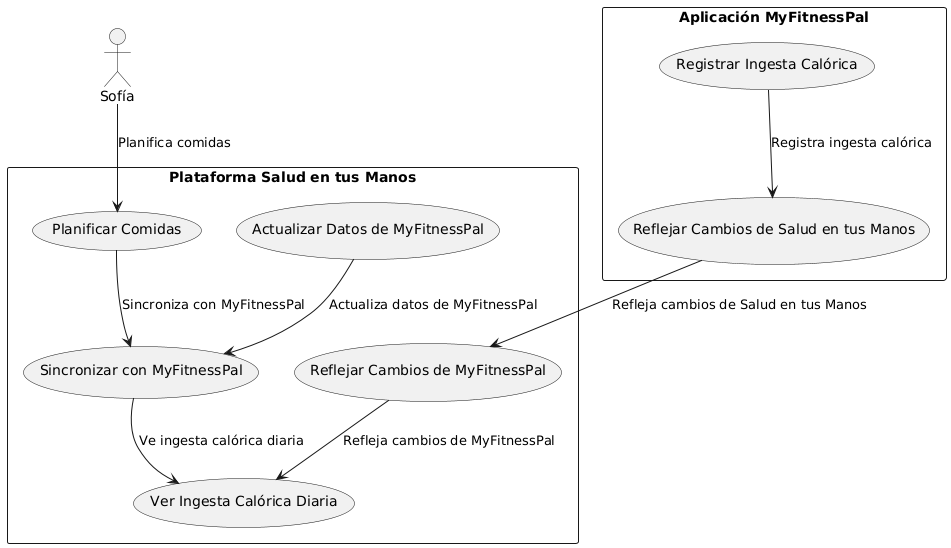 Aplicación MyFitnessPal
Registrar Ingesta Calórica
Sofía
Planifica comidas
Registra ingesta calórica
Plataforma Salud en tus Manos
Planificar Comidas
Actualizar Datos de MyFitnessPal
Reflejar Cambios de Salud en tus Manos
Sincroniza con MyFitnessPal
Actualiza datos de MyFitnessPal
Refleja cambios de Salud en tus Manos
Sincronizar con MyFitnessPal
Reflejar Cambios de MyFitnessPal
Ve ingesta calórica diaria
Refleja cambios de MyFitnessPal
Ver Ingesta Calórica Diaria